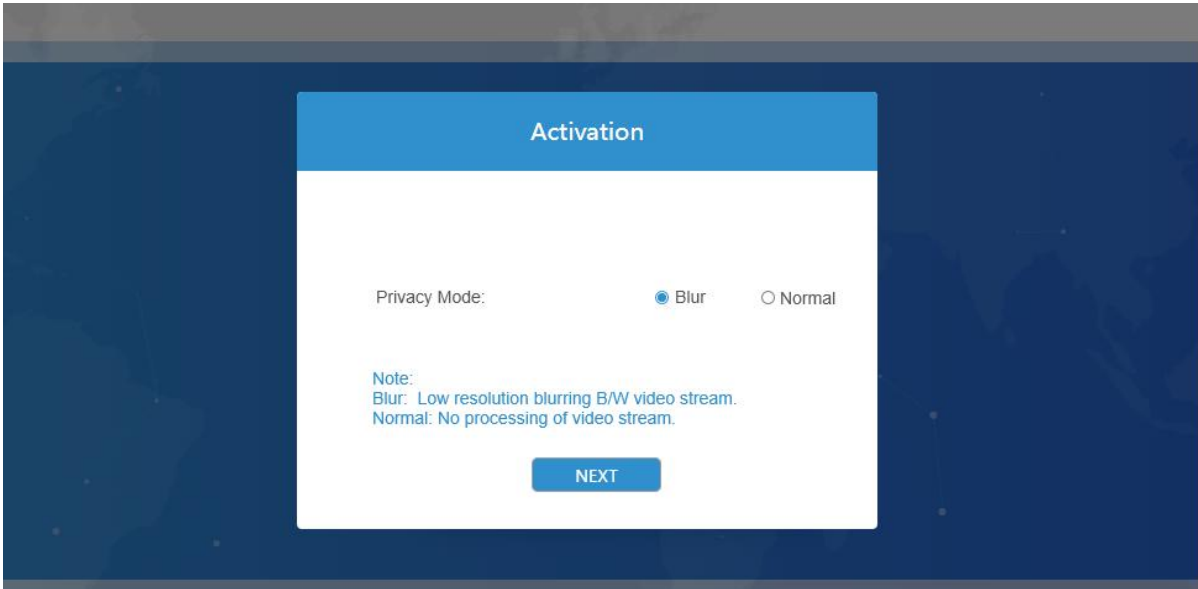 Activation
Privacy Mode: Blur Normal
Note:
Blur: Low resolution blurring B/W video stream.
Normal: No processing of video stream.
NEXT